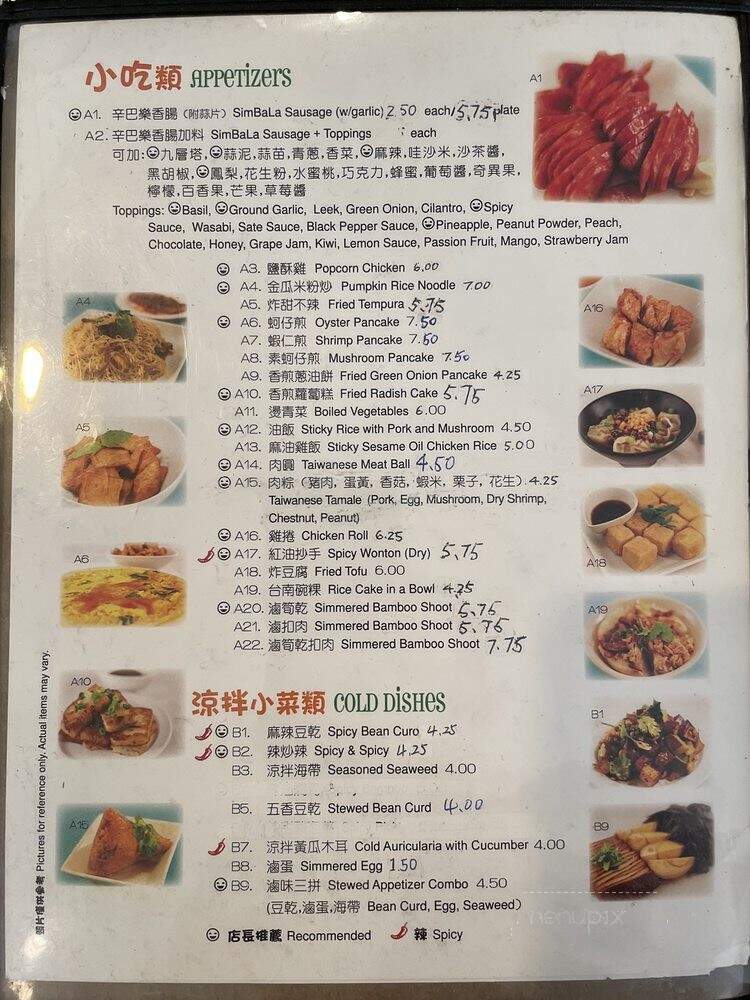 小吃類 APPETIZERS
A1
A1. 辛巴樂香腸 (附蒜片) SimBaLa Sausage (w/garlic) 2.50 each/15.75 plate
A2. 辛巴樂香腸加料 SimBaLa Sausage + Toppings each
可加:九層塔,蒜泥,蒜苗,青蔥,香菜,麻辣,哇沙米,沙茶醬,
黑胡椒,鳳梨,花生粉,水蜜桃,巧克力,蜂蜜,葡萄醬,奇異果,
檸檬,百香果,芒果,草莓醬
Toppings: Basil, Ground Garlic, Leek, Green Onion, Cilantro, Spicy
Sauce, Wasabi, Sate Sauce, Black Pepper Sauce, Pineapple, Peanut Powder, Peach,
Chocolate, Honey, Grape Jam, Kiwi, Lemon Sauce, Passion Fruit, Mango, Strawberry Jam
A3. 鹽酥雞 Popcorn Chicken 6.00
A4. 金瓜米粉炒 Pumpkin Rice Noodle 7.00
A5. 炸甜不辣 Fried Tempura 5.75
A6. 蚵仔煎 Oyster Pancake 7.50
A7. 蝦仁煎 Shrimp Pancake 7.50
A8. 素蚵仔煎 Mushroom Pancake 7.50
A9. 香煎蔥油餅 Fried Green Onion Pancake 4.25
A10. 香煎蘿蔔糕 Fried Radish Cake 5.75
A11. 燙青菜 Boiled Vegetables 6.00
A12. 油飯 Sticky Rice with Pork and Mushroom 4.50
A13. 麻油雞飯 Sticky Sesame Oil Chicken Rice 5.00
A14. 肉圓 Taiwanese Meat Ball 4.50
A15. 肉粽 (豬肉, 蛋黃, 香菇, 蝦米, 栗子, 花生) 4.25
Taiwanese Tamale (Pork, Egg, Mushroom, Dry Shrimp,
Chestnut, Peanut)
A16. 雞捲 Chicken Roll 6.25
A17. 紅油抄手 Spicy Wonton (Dry) 5.75
A18. 炸豆腐 Fried Tofu 6.00
A19. 台南碗粿 Rice Cake in a Bowl 4.25
A20. 滷筍乾 Simmered Bamboo Shoot 5.75
A21. 滷扣肉 Simmered Bamboo Shoot 5.75
A22. 滷筍乾扣肉 Simmered Bamboo Shoot 7.75
A4
A5
A6
A10
A15
A16
A17
A18
A19
B1
B9
涼拌小菜類 COLD DISHES
B1. 麻辣豆乾 Spicy Bean Curo 4.25
B2. 辣炒辣 Spicy & Spicy 4.25
B3. 涼拌海帶 Seasoned Seaweed 4.00
B5. 五香豆乾 Stewed Bean Curd 4.00
B7. 涼拌黃瓜木耳 Cold Auricularia with Cucumber 4.00
B8. 滷蛋 Simmered Egg 1.50
B9. 滷味三拼 Stewed Appetizer Combo 4.50
(豆乾,滷蛋,海帶 Bean Curd, Egg, Seaweed)
店長推薦 Recommended 辣 Spicy
圖片僅供參考 Pictures for reference only. Actual items may vary.
menupix